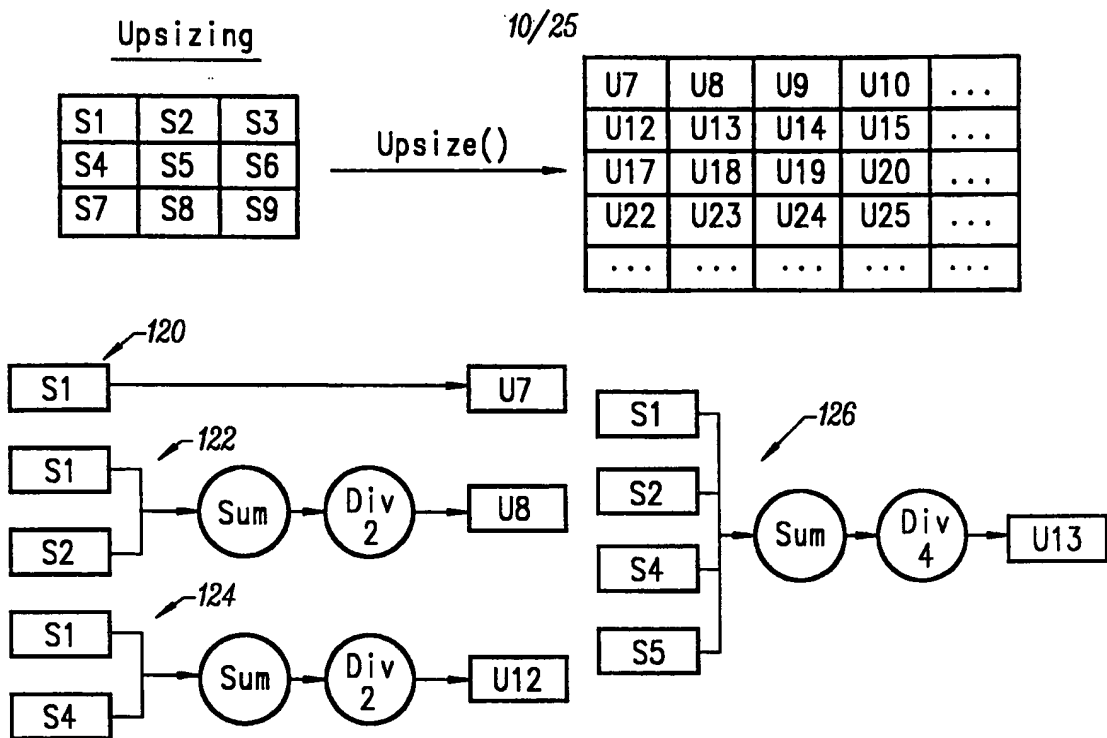 10/25
Upsizing
S1 S2 S3
S4 S5 S6
S7 S8 S9
Upsize()
U7 U8 U9 U10 ...
U12 U13 U14 U15 ...
U17 U18 U19 U20 ...
U22 U23 U24 U25 ...
... ... ... ... ...
120
S1 U7
122
S1
S2
Sum Div 2 U8
124
S1
S4
Sum Div 2 U12
126
S1
S2
S4
S5
Sum Div 4 U13